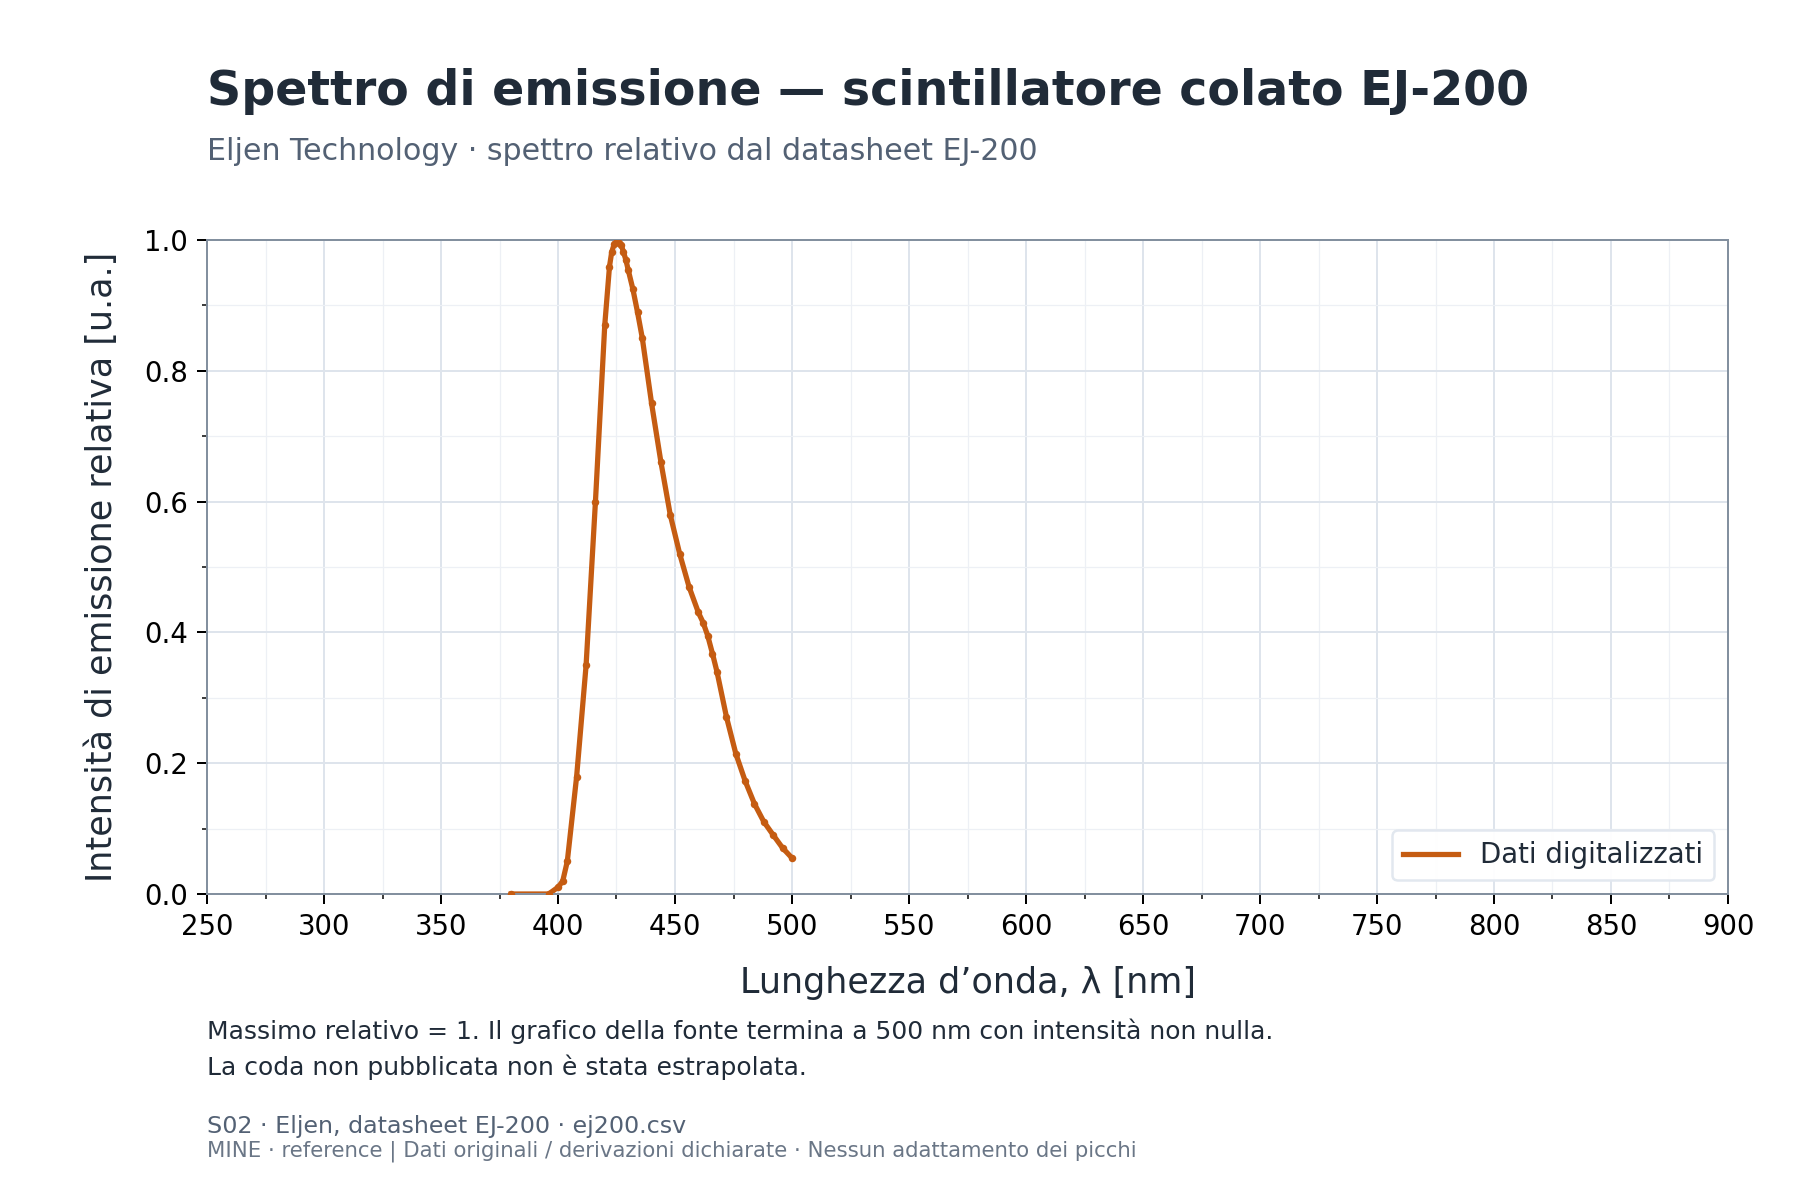 Spettro di emissione — scintillatore colato EJ-200
Eljen Technology · spettro relativo dal datasheet EJ-200
Intensità di emissione relativa [u.a.]
1.0
0.8
0.6
0.4
0.2
0.0
250 300 350 400 450 500 550 600 650 700 750 800 850 900
Dati digitalizzati
Lunghezza d’onda, λ [nm]
Massimo relativo = 1. Il grafico della fonte termina a 500 nm con intensità non nulla.
La coda non pubblicata non è stata estrapolata.
S02 · Eljen, datasheet EJ-200 · ej200.csv
MINE · reference | Dati originali / derivazioni dichiarate · Nessun adattamento dei picchi